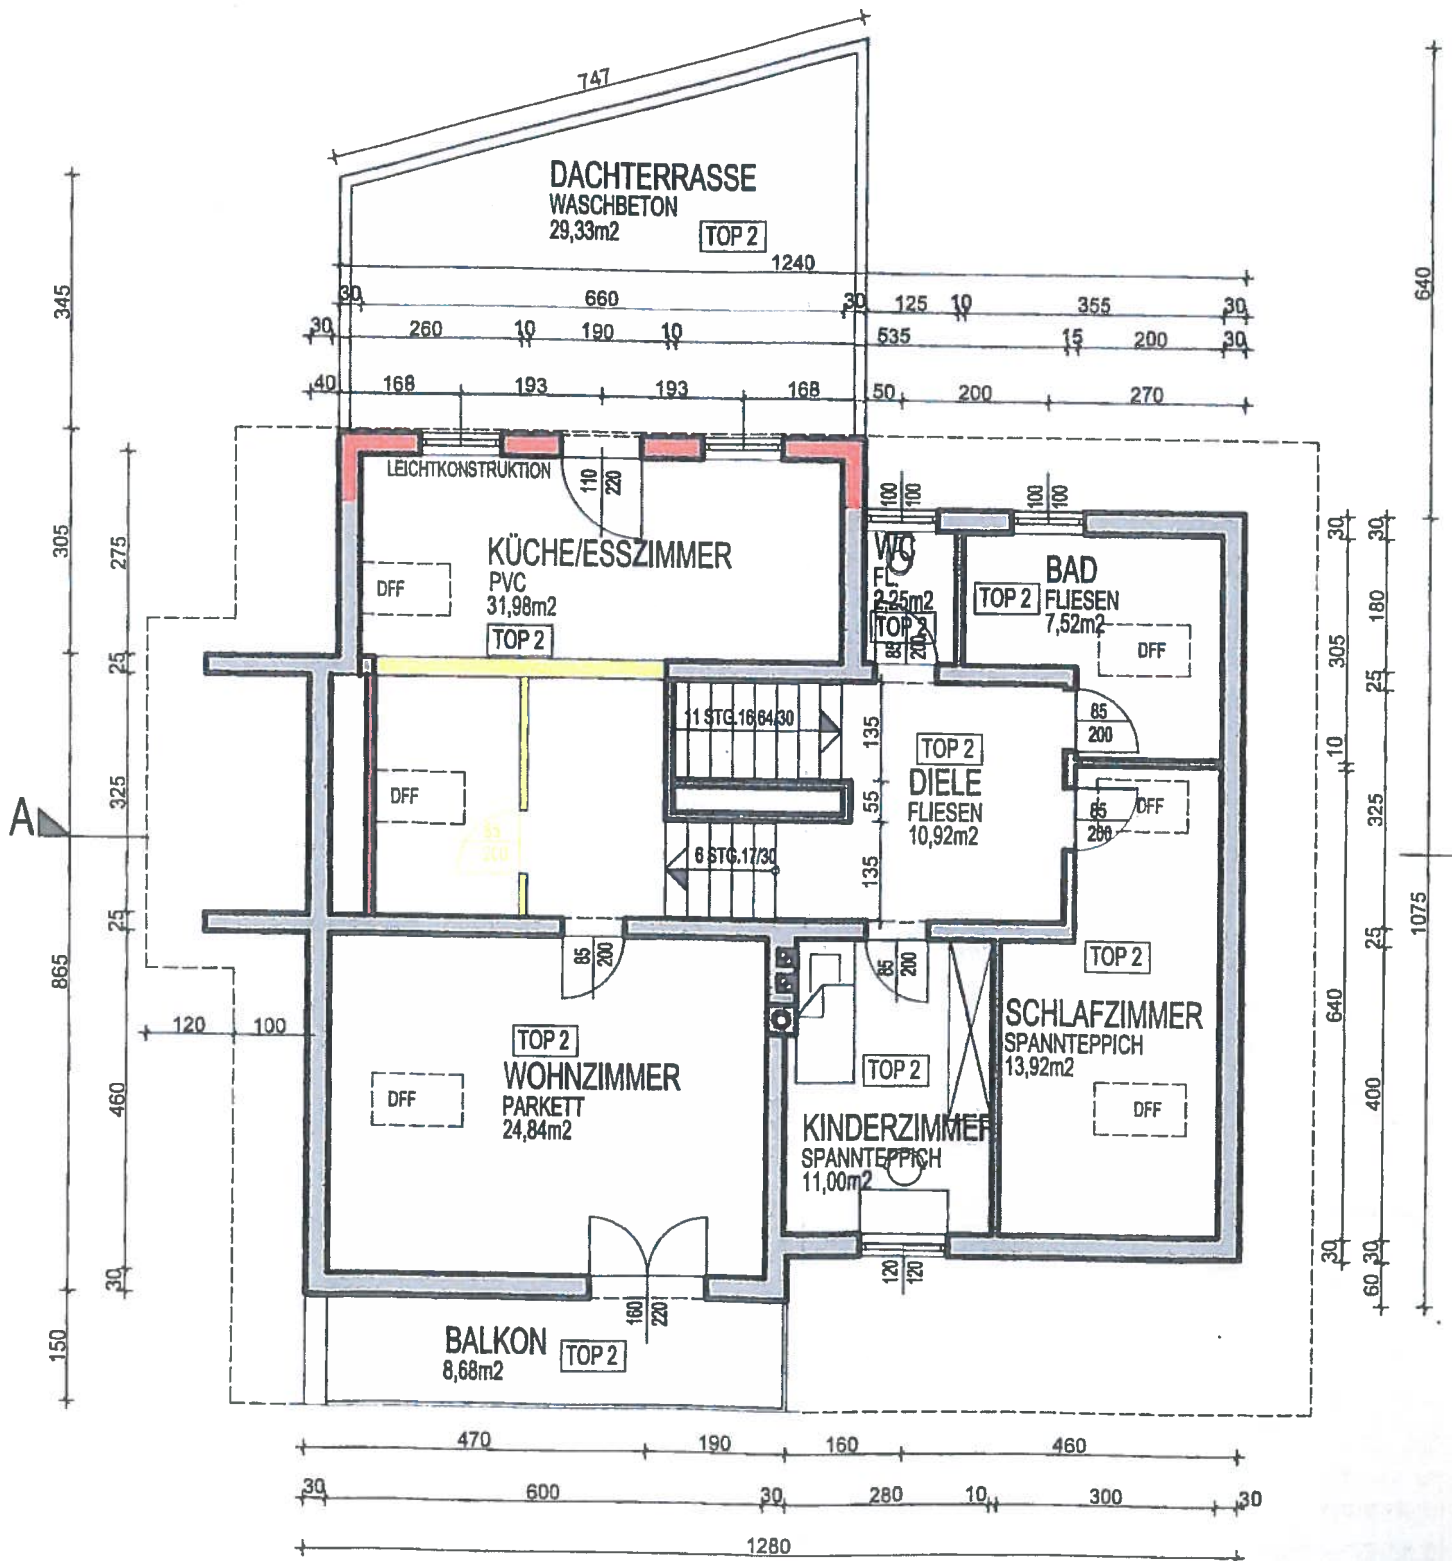 747
DACHTERRASSE
WASCHBETON
29,33m2
TOP 2
1240
30 660 30 125 10 355 30
30 260 10 190 10 535 15 200 30
40 168 193 193 168 50 200 270
345
640
LEICHTKONSTRUKTION
110
220
100
100
100
100
KÜCHE/ESSZIMMER
PVC
31,98m2
TOP 2
DFF
WC
FL.
2,25m2
TOP 2
85
200
BAD
FLIESEN
7,52m2
TOP 2
DFF
305
275
25
30
30
180
305
25
11 STG.16,64/30
135
TOP 2
DIELE
FLIESEN
10,92m2
85
200
DFF
55
85
200
DFF
10
A
325
325
85
200
6 STG.17/30
135
25
865
25
1075
85
200
85
200
TOP 2
120 100
TOP 2
WOHNZIMMER
PARKETT
24,84m2
DFF
TOP 2
SCHLAFZIMMER
SPANNTEPPICH
13,92m2
DFF
KINDERZIMMER
SPANNTEPPICH
11,00m2
460
640
400
30
30
30
60
120
120
160
220
150
BALKON
8,68m2
TOP 2
470 190 160 460
30 600 30 280 10 300 30
1280